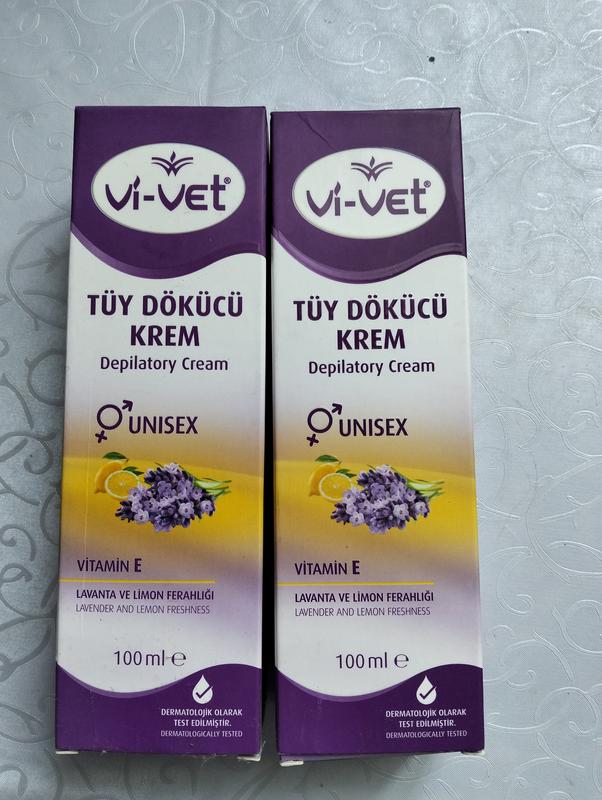 Vi-VET®
TÜY DÖKÜCÜ
KREM
Depilatory Cream
UNISEX
VİTAMİN E
LAVANTA VE LİMON FERAHLIĞI
LAVENDER AND LEMON FRESHNESS
100 ml ℮
DERMATOLOJİK OLARAK
TEST EDİLMİŞTİR.
DERMATOLOGICALLY TESTED
Vi-VET®
TÜY DÖKÜCÜ
KREM
Depilatory Cream
UNISEX
VİTAMİN E
LAVANTA VE LİMON FERAHLIĞI
LAVENDER AND LEMON FRESHNESS
100 ml ℮
DERMATOLOJİK OLARAK
TEST EDİLMİŞTİR.
DERMATOLOGICALLY TESTED